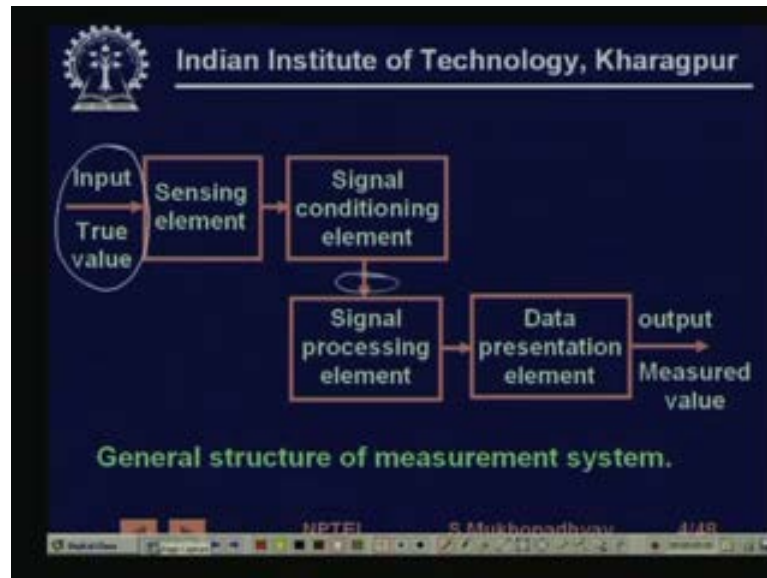 Indian Institute of Technology, Kharagpur
Input
True
value
Sensing
element
Signal
conditioning
element
Signal
processing
element
Data
presentation
element
output
Measured
value
General structure of measurement system.
NPTEL S.Mukhopadhyay 4/48